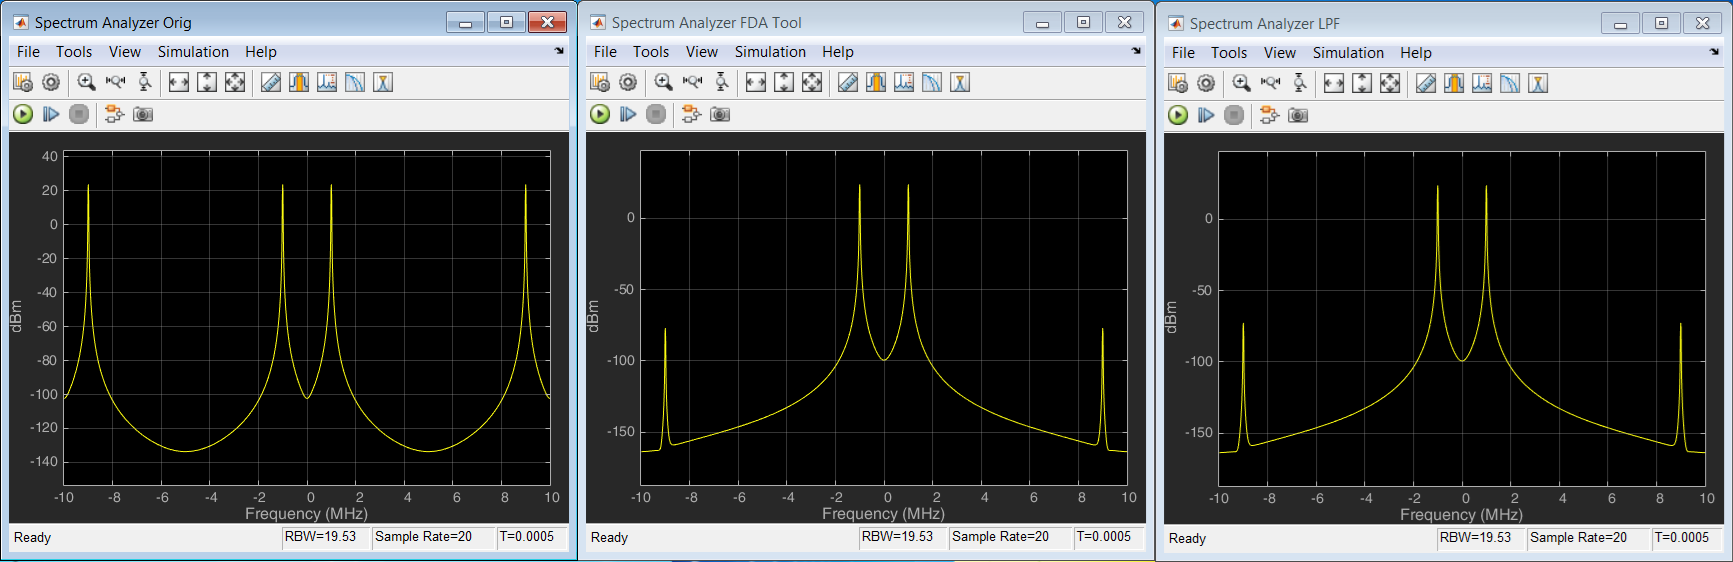 Spectrum Analyzer Orig
File Tools View Simulation Help
40
20
0
-20
-40
-60
-80
-100
-120
-140
dBm
-10 -8 -6 -4 -2 0 2 4 6 8 10
Frequency (MHz)
Ready RBW=19.53 Sample Rate=20 T=0.0005
Spectrum Analyzer FDA Tool
File Tools View Simulation Help
0
-50
-100
-150
dBm
-10 -8 -6 -4 -2 0 2 4 6 8 10
Frequency (MHz)
Ready RBW=19.53 Sample Rate=20 T=0.0005
Spectrum Analyzer LPF
File Tools View Simulation Help
0
-50
-100
-150
dBm
-10 -8 -6 -4 -2 0 2 4 6 8 10
Frequency (MHz)
Ready RBW=19.53 Sample Rate=20 T=0.0005